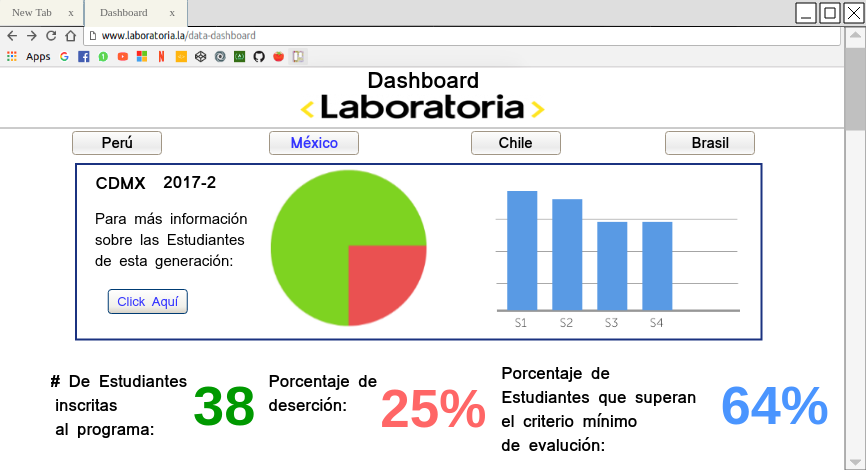 New Tab x Dashboard x
www.laboratoria.la/data-dashboard
Apps
Dashboard
< Laboratoria >
Perú México Chile Brasil
CDMX 2017-2
Para más información
sobre las Estudiantes
de esta generación:
Click Aquí
S1 S2 S3 S4
# De Estudiantes
inscritas
al programa:
38
Porcentaje de
deserción:
25%
Porcentaje de
Estudiantes que superan
el criterio mínimo
de evalución:
64%